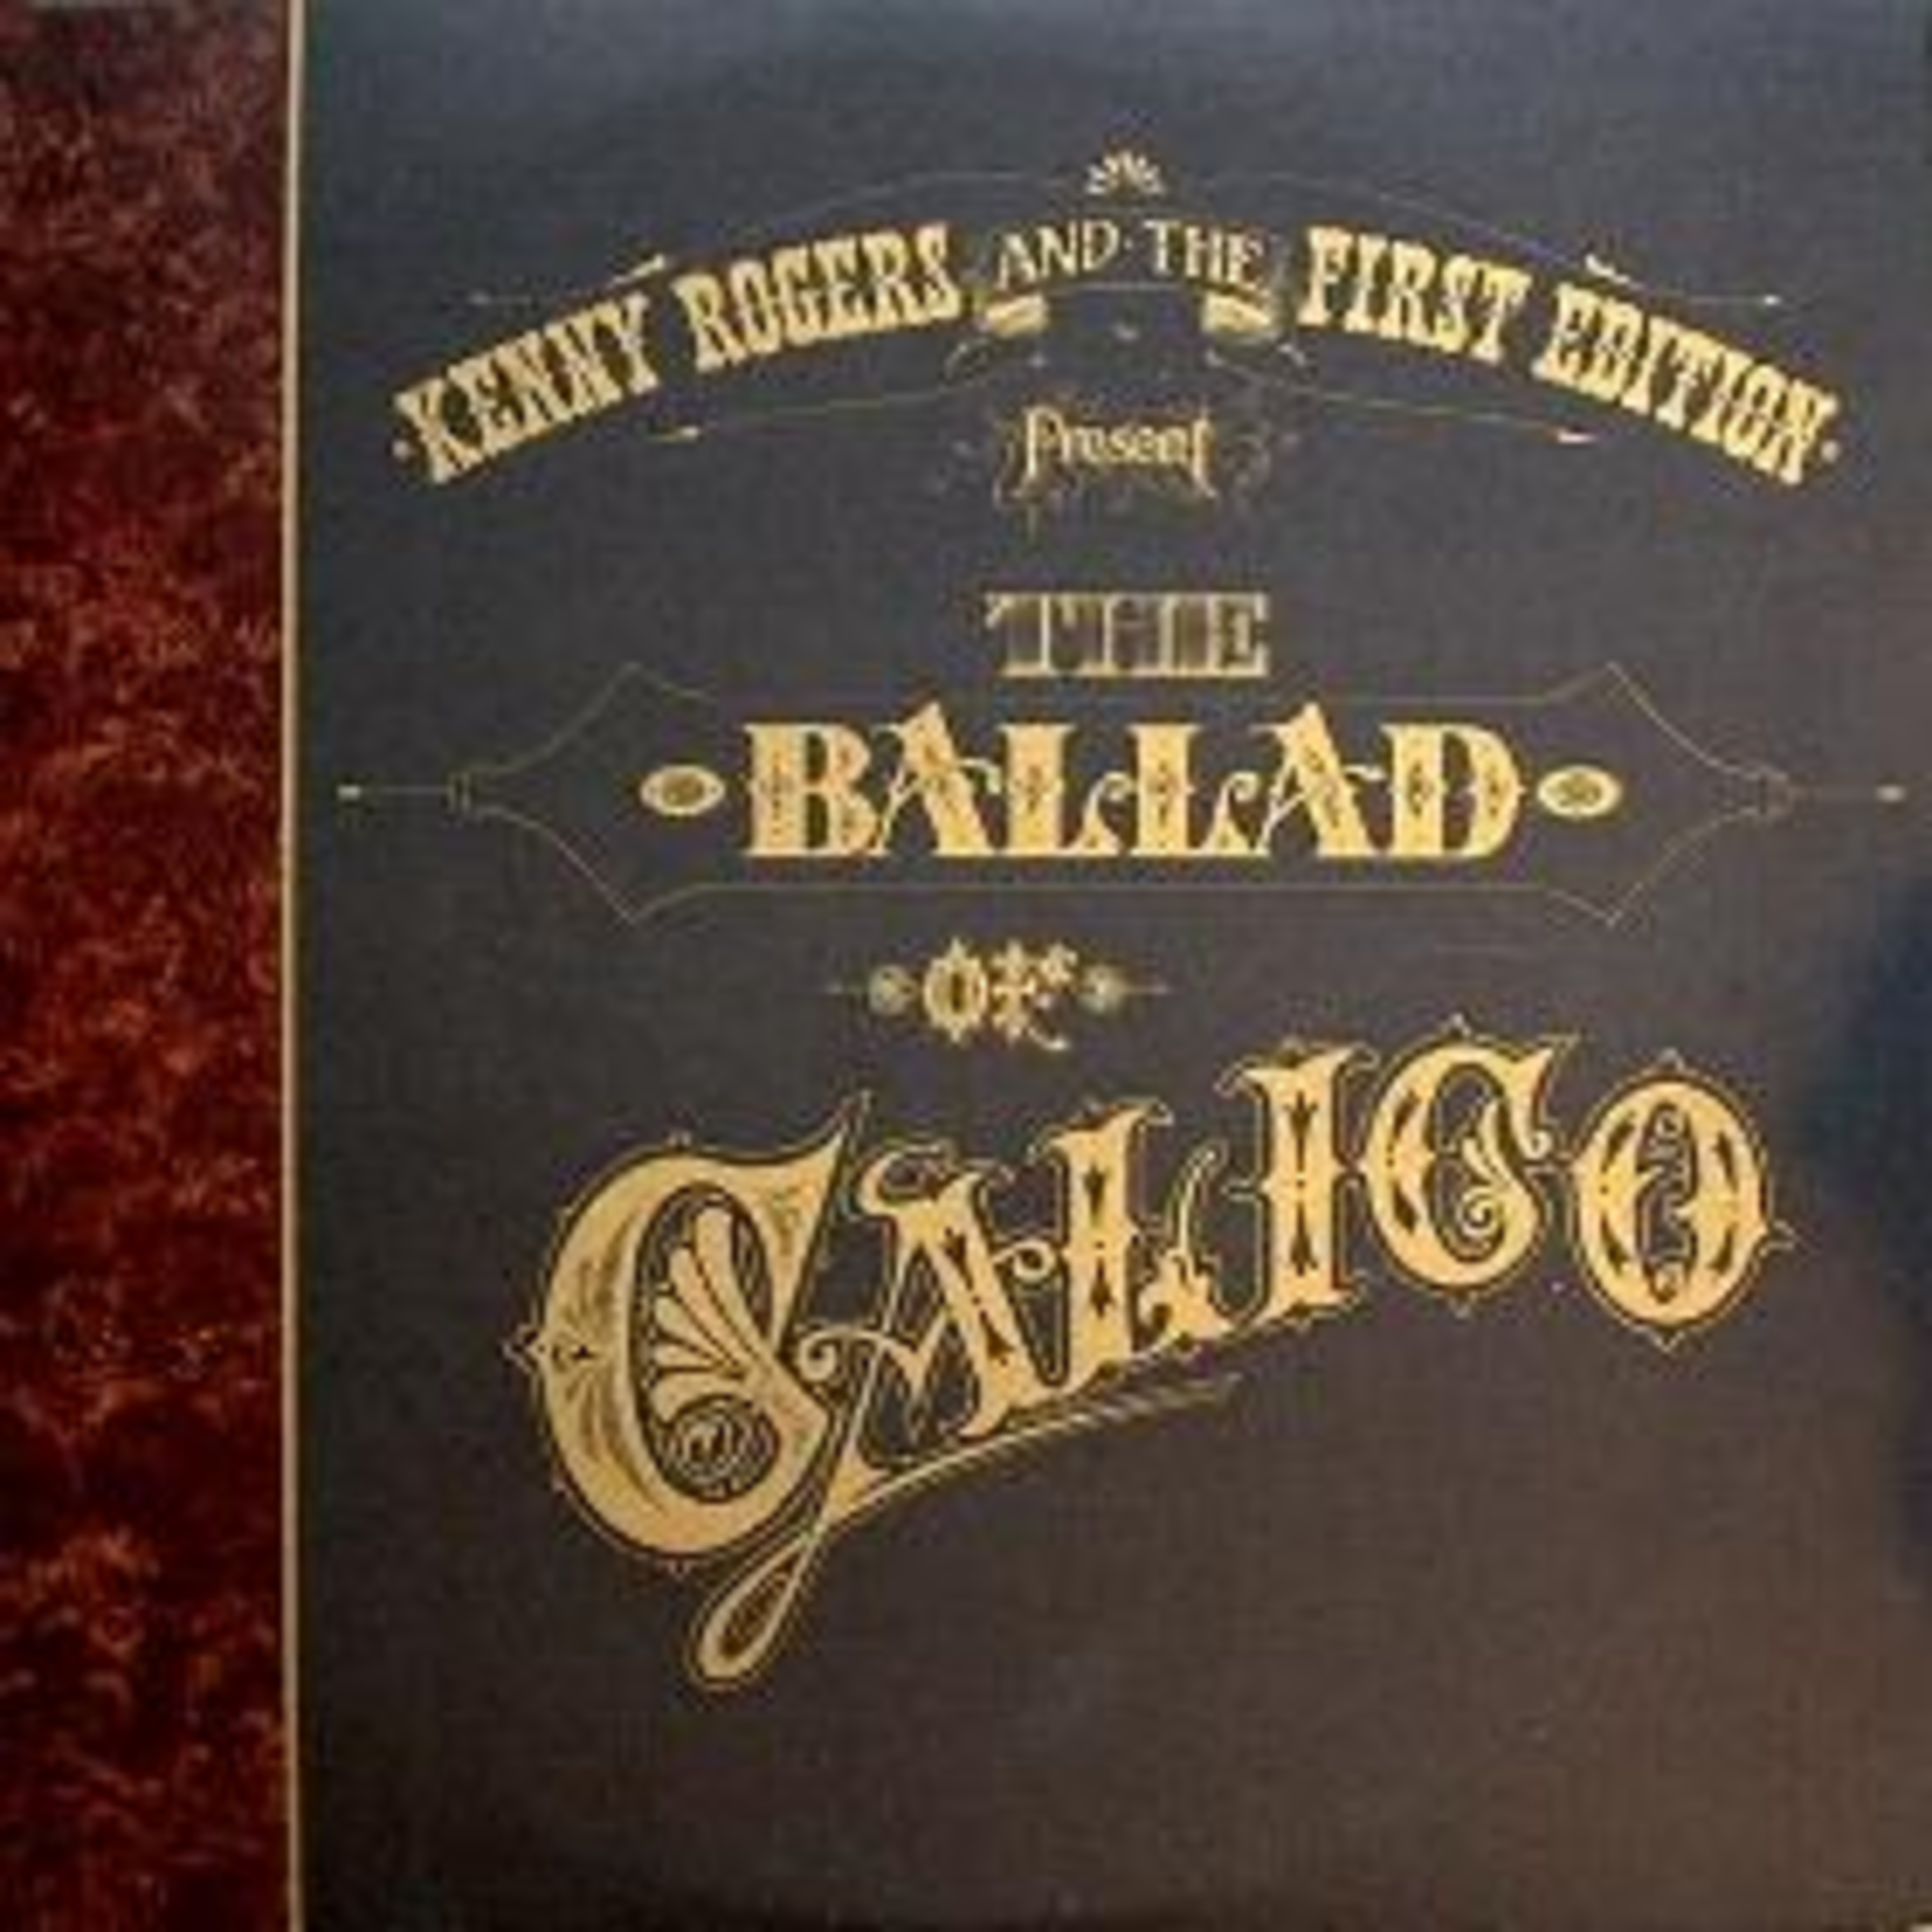 KENNY ROGERS AND THE FIRST EDITION
Present
THE
BALLAD
OF
CALICO